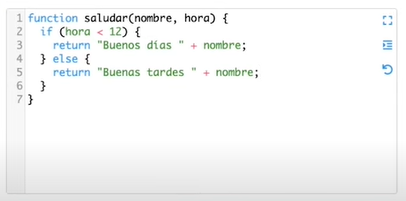 1 function saludar(nombre, hora) {
2   if (hora < 12) {
3     return "Buenos días " + nombre;
4   } else {
5     return "Buenas tardes " + nombre;
6   }
7 }